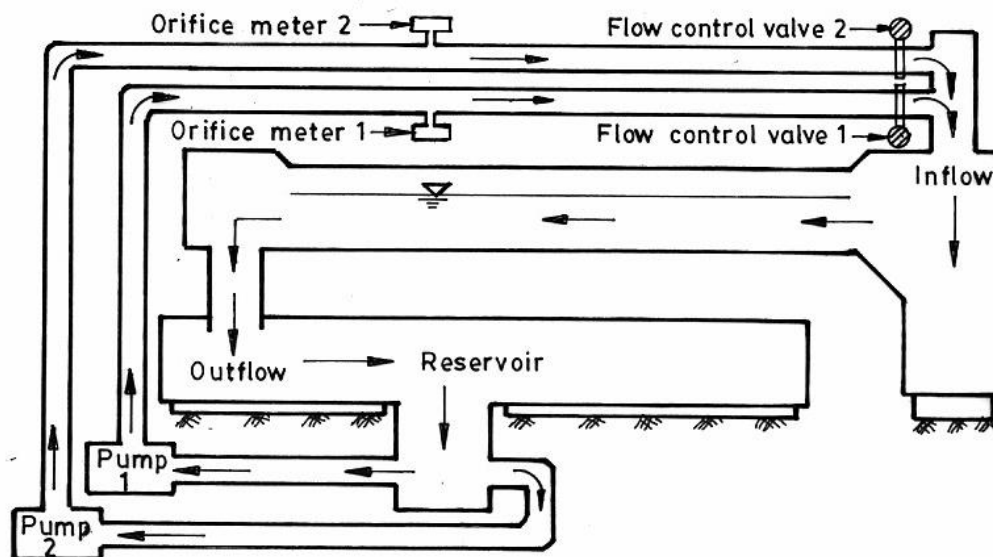 Orifice meter 2
Flow control valve 2
Orifice meter 1
Flow control valve 1
Inflow
Outflow
Reservoir
Pump
1
Pump
2